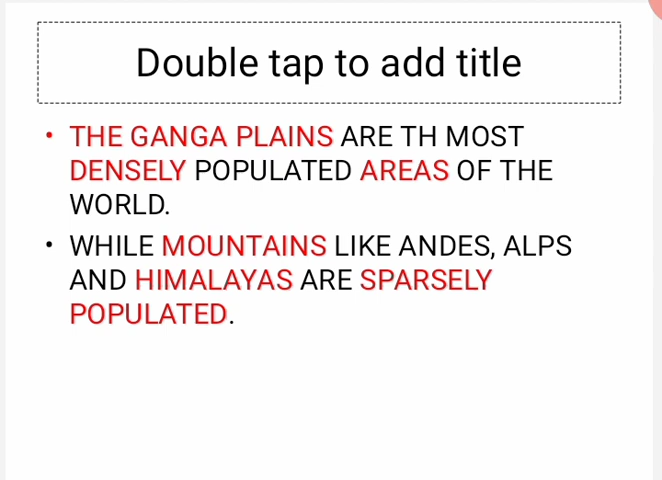 Double tap to add title
• THE GANGA PLAINS ARE TH MOST
DENSELY POPULATED AREAS OF THE
WORLD.
• WHILE MOUNTAINS LIKE ANDES, ALPS
AND HIMALAYAS ARE SPARSELY
POPULATED.